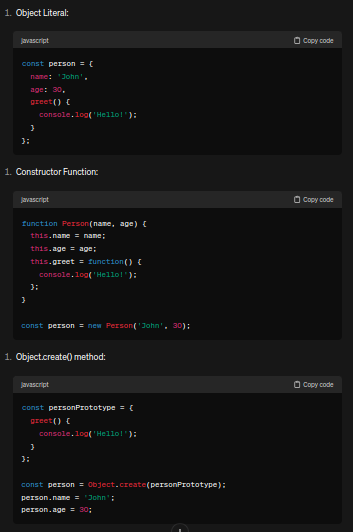 1. Object Literal:
javascript
Copy code
const person = {
  name: 'John',
  age: 30,
  greet() {
    console.log('Hello!');
  }
};
1. Constructor Function:
javascript
Copy code
function Person(name, age) {
  this.name = name;
  this.age = age;
  this.greet = function() {
    console.log('Hello!');
  };
}

const person = new Person('John', 30);
1. Object.create() method:
javascript
Copy code
const personPrototype = {
  greet() {
    console.log('Hello!');
  }
};

const person = Object.create(personPrototype);
person.name = 'John';
person.age = 30;